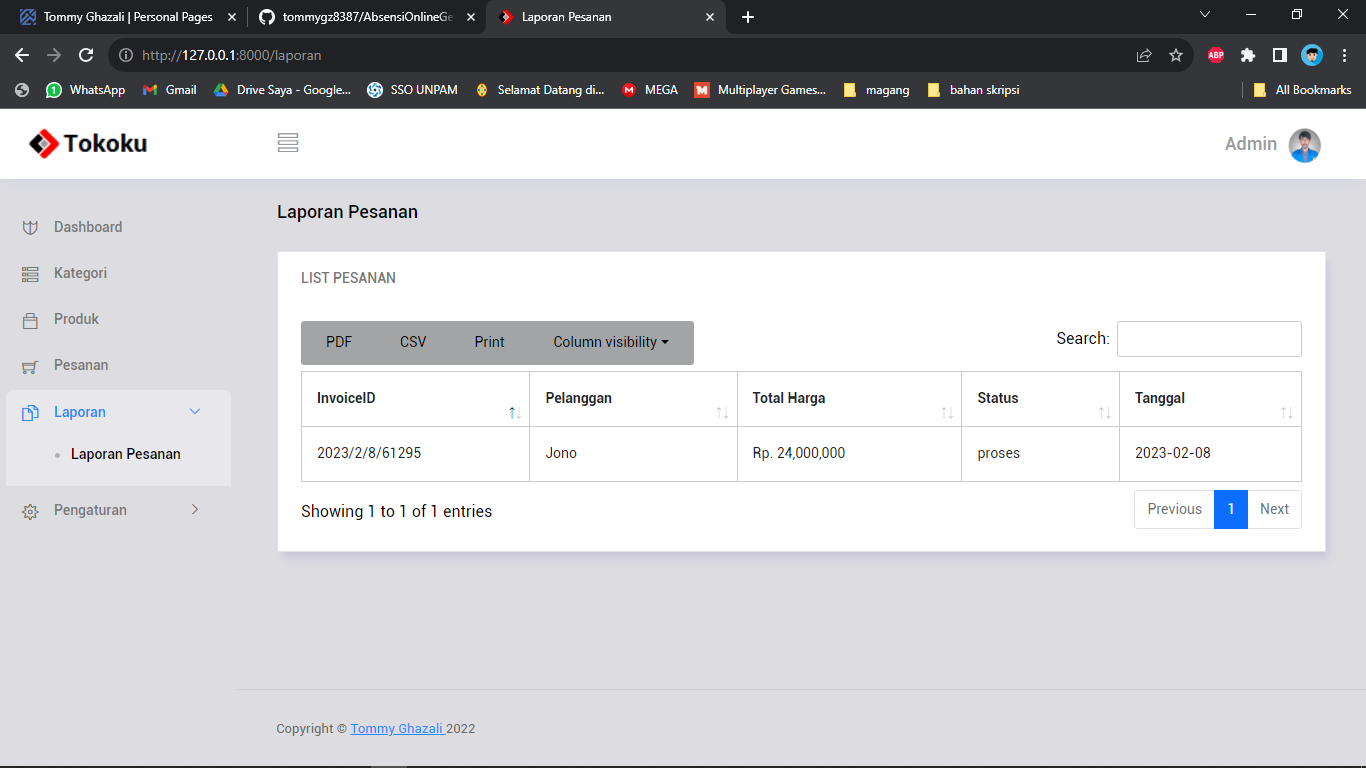 Tommy Ghazali | Personal Pages
tommygz8387/AbsensiOnlineGe
Laporan Pesanan
http://127.0.0.1:8000/laporan
ABP
WhatsApp
Gmail
Drive Saya - Google...
SSO UNPAM
Selamat Datang di...
MEGA
Multiplayer Games...
magang
bahan skripsi
All Bookmarks
Tokoku
Admin
Dashboard
Kategori
Produk
Pesanan
Laporan
Laporan Pesanan
Pengaturan
Laporan Pesanan
LIST PESANAN
PDF CSV Print Column visibility
Search:
InvoiceID Pelanggan Total Harga Status Tanggal
2023/2/8/61295 Jono Rp. 24,000,000 proses 2023-02-08
Showing 1 to 1 of 1 entries
Previous 1 Next
Copyright © Tommy Ghazali 2022